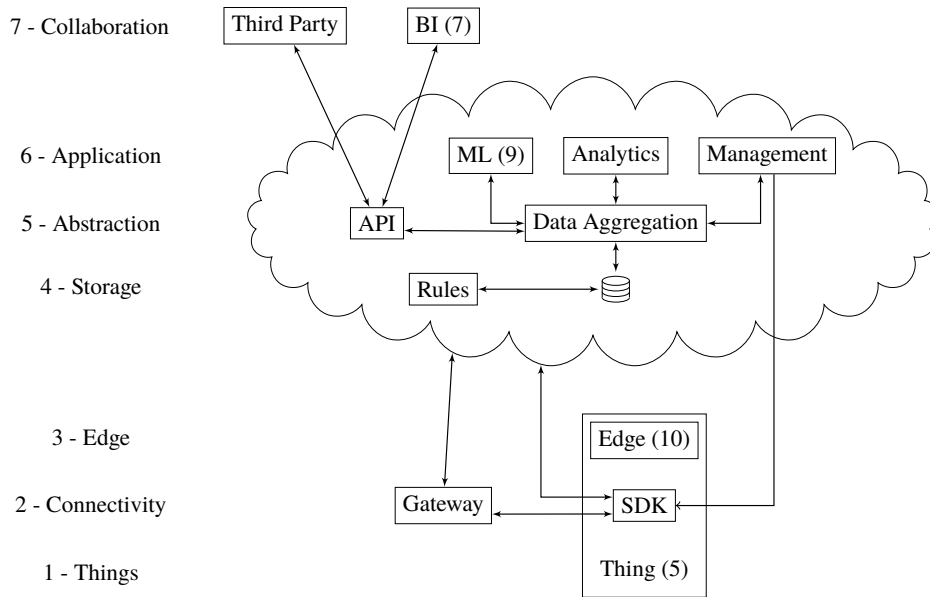 7 - Collaboration
Third Party
BI (7)
6 - Application
ML (9)
Analytics
Management
5 - Abstraction
API
Data Aggregation
4 - Storage
Rules
3 - Edge
Edge (10)
2 - Connectivity
Gateway
SDK
1 - Things
Thing (5)